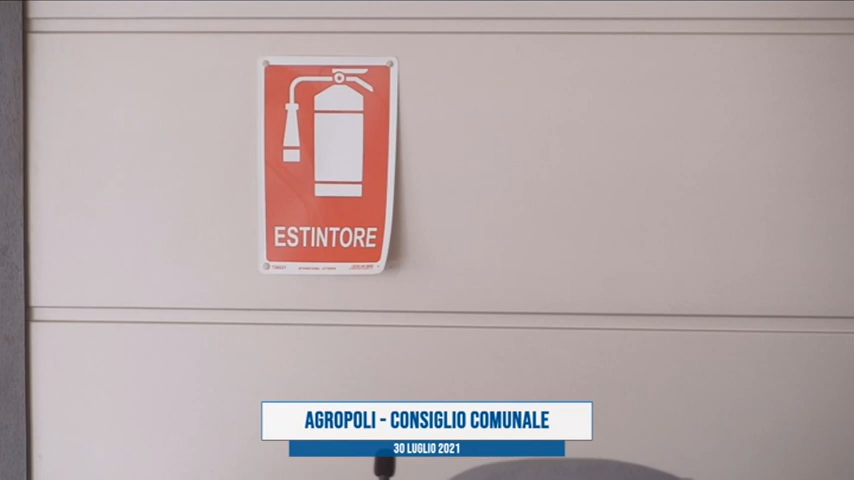 ESTINTORE
AGROPOLI - CONSIGLIO COMUNALE
30 LUGLIO 2021